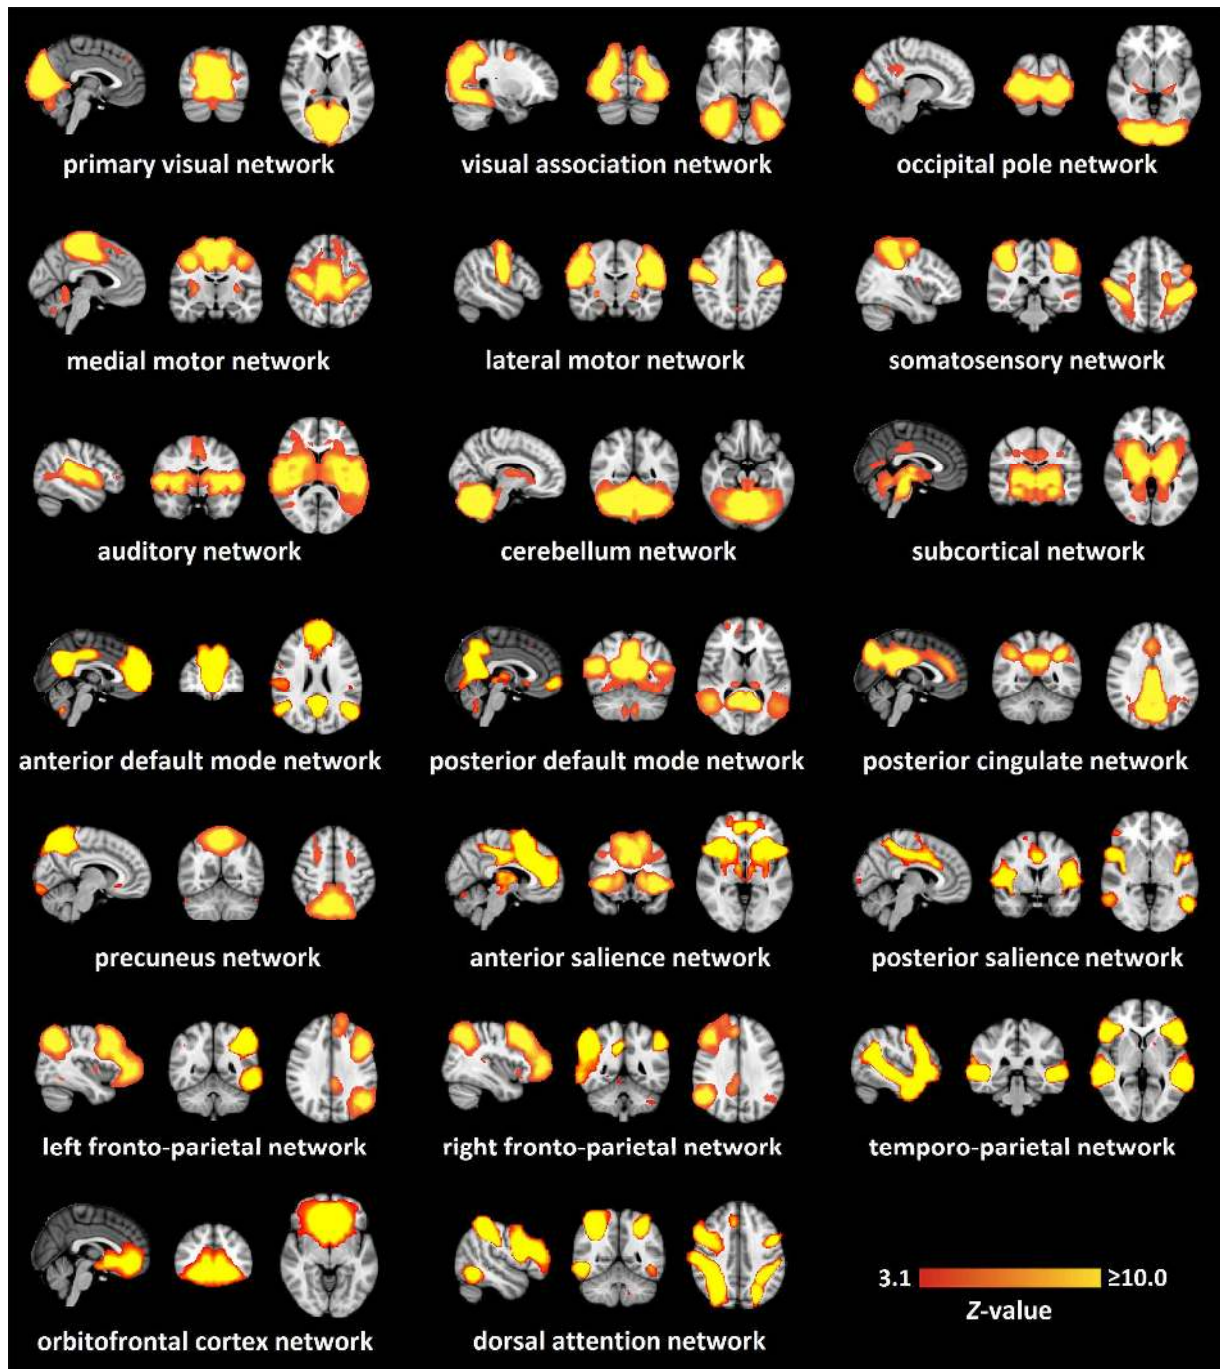 primary visual network
visual association network
occipital pole network
medial motor network
lateral motor network
somatosensory network
auditory network
cerebellum network
subcortical network
anterior default mode network
posterior default mode network
posterior cingulate network
precuneus network
anterior salience network
posterior salience network
left fronto-parietal network
right fronto-parietal network
temporo-parietal network
3.1 ≥10.0
Z-value
orbitofrontal cortex network
dorsal attention network